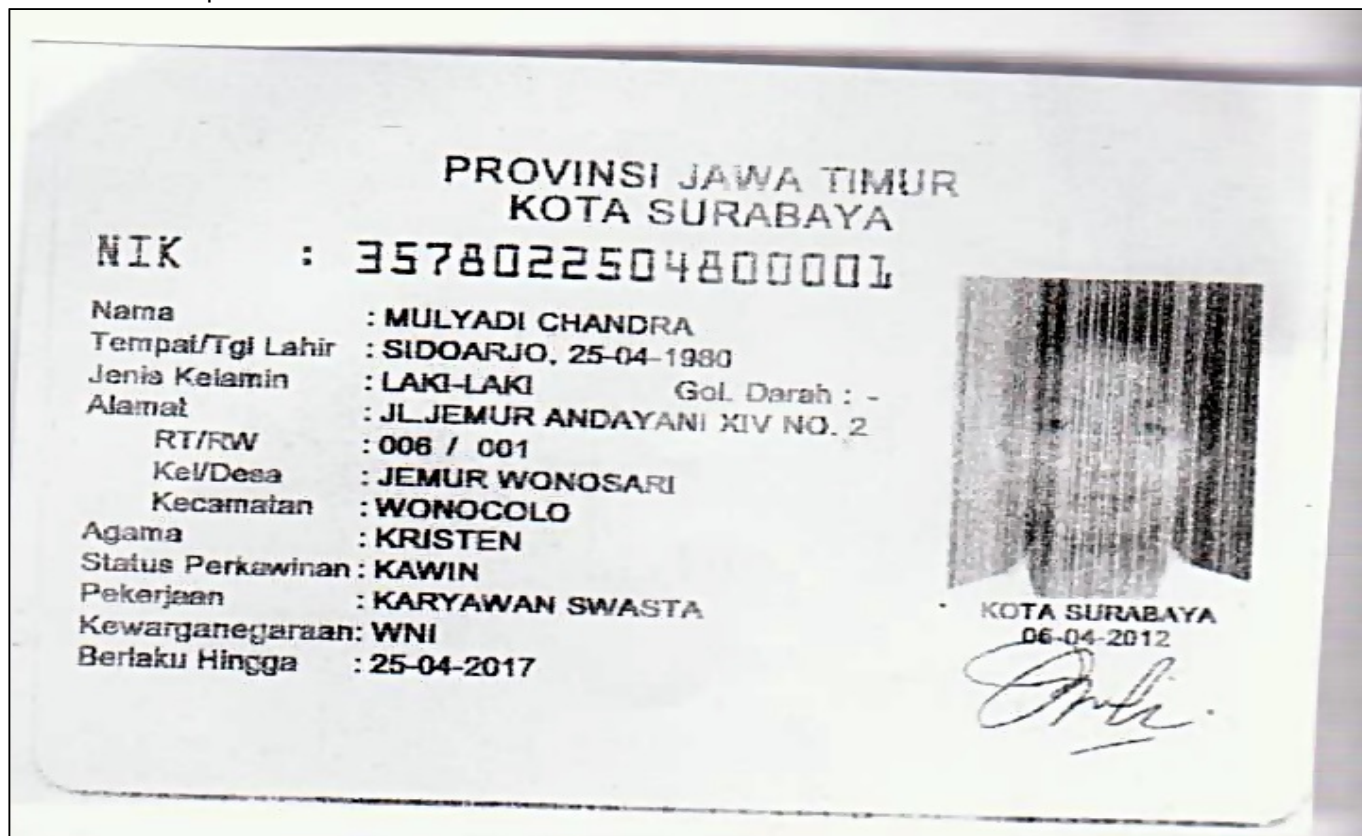 PROVINSI JAWA TIMUR
KOTA SURABAYA
NIK : 3578022504800001
Nama : MULYADI CHANDRA
Tempat/Tgl Lahir : SIDOARJO, 25-04-1980
Jenis Kelamin : LAKI-LAKI Gol. Darah : -
Alamat : JL.JEMUR ANDAYANI XIV NO. 2
RT/RW : 006 / 001
Kel/Desa : JEMUR WONOSARI
Kecamatan : WONOCOLO
Agama : KRISTEN
Status Perkawinan : KAWIN
Pekerjaan : KARYAWAN SWASTA
Kewarganegaraan: WNI
Berlaku Hingga : 25-04-2017
KOTA SURABAYA
06-04-2012